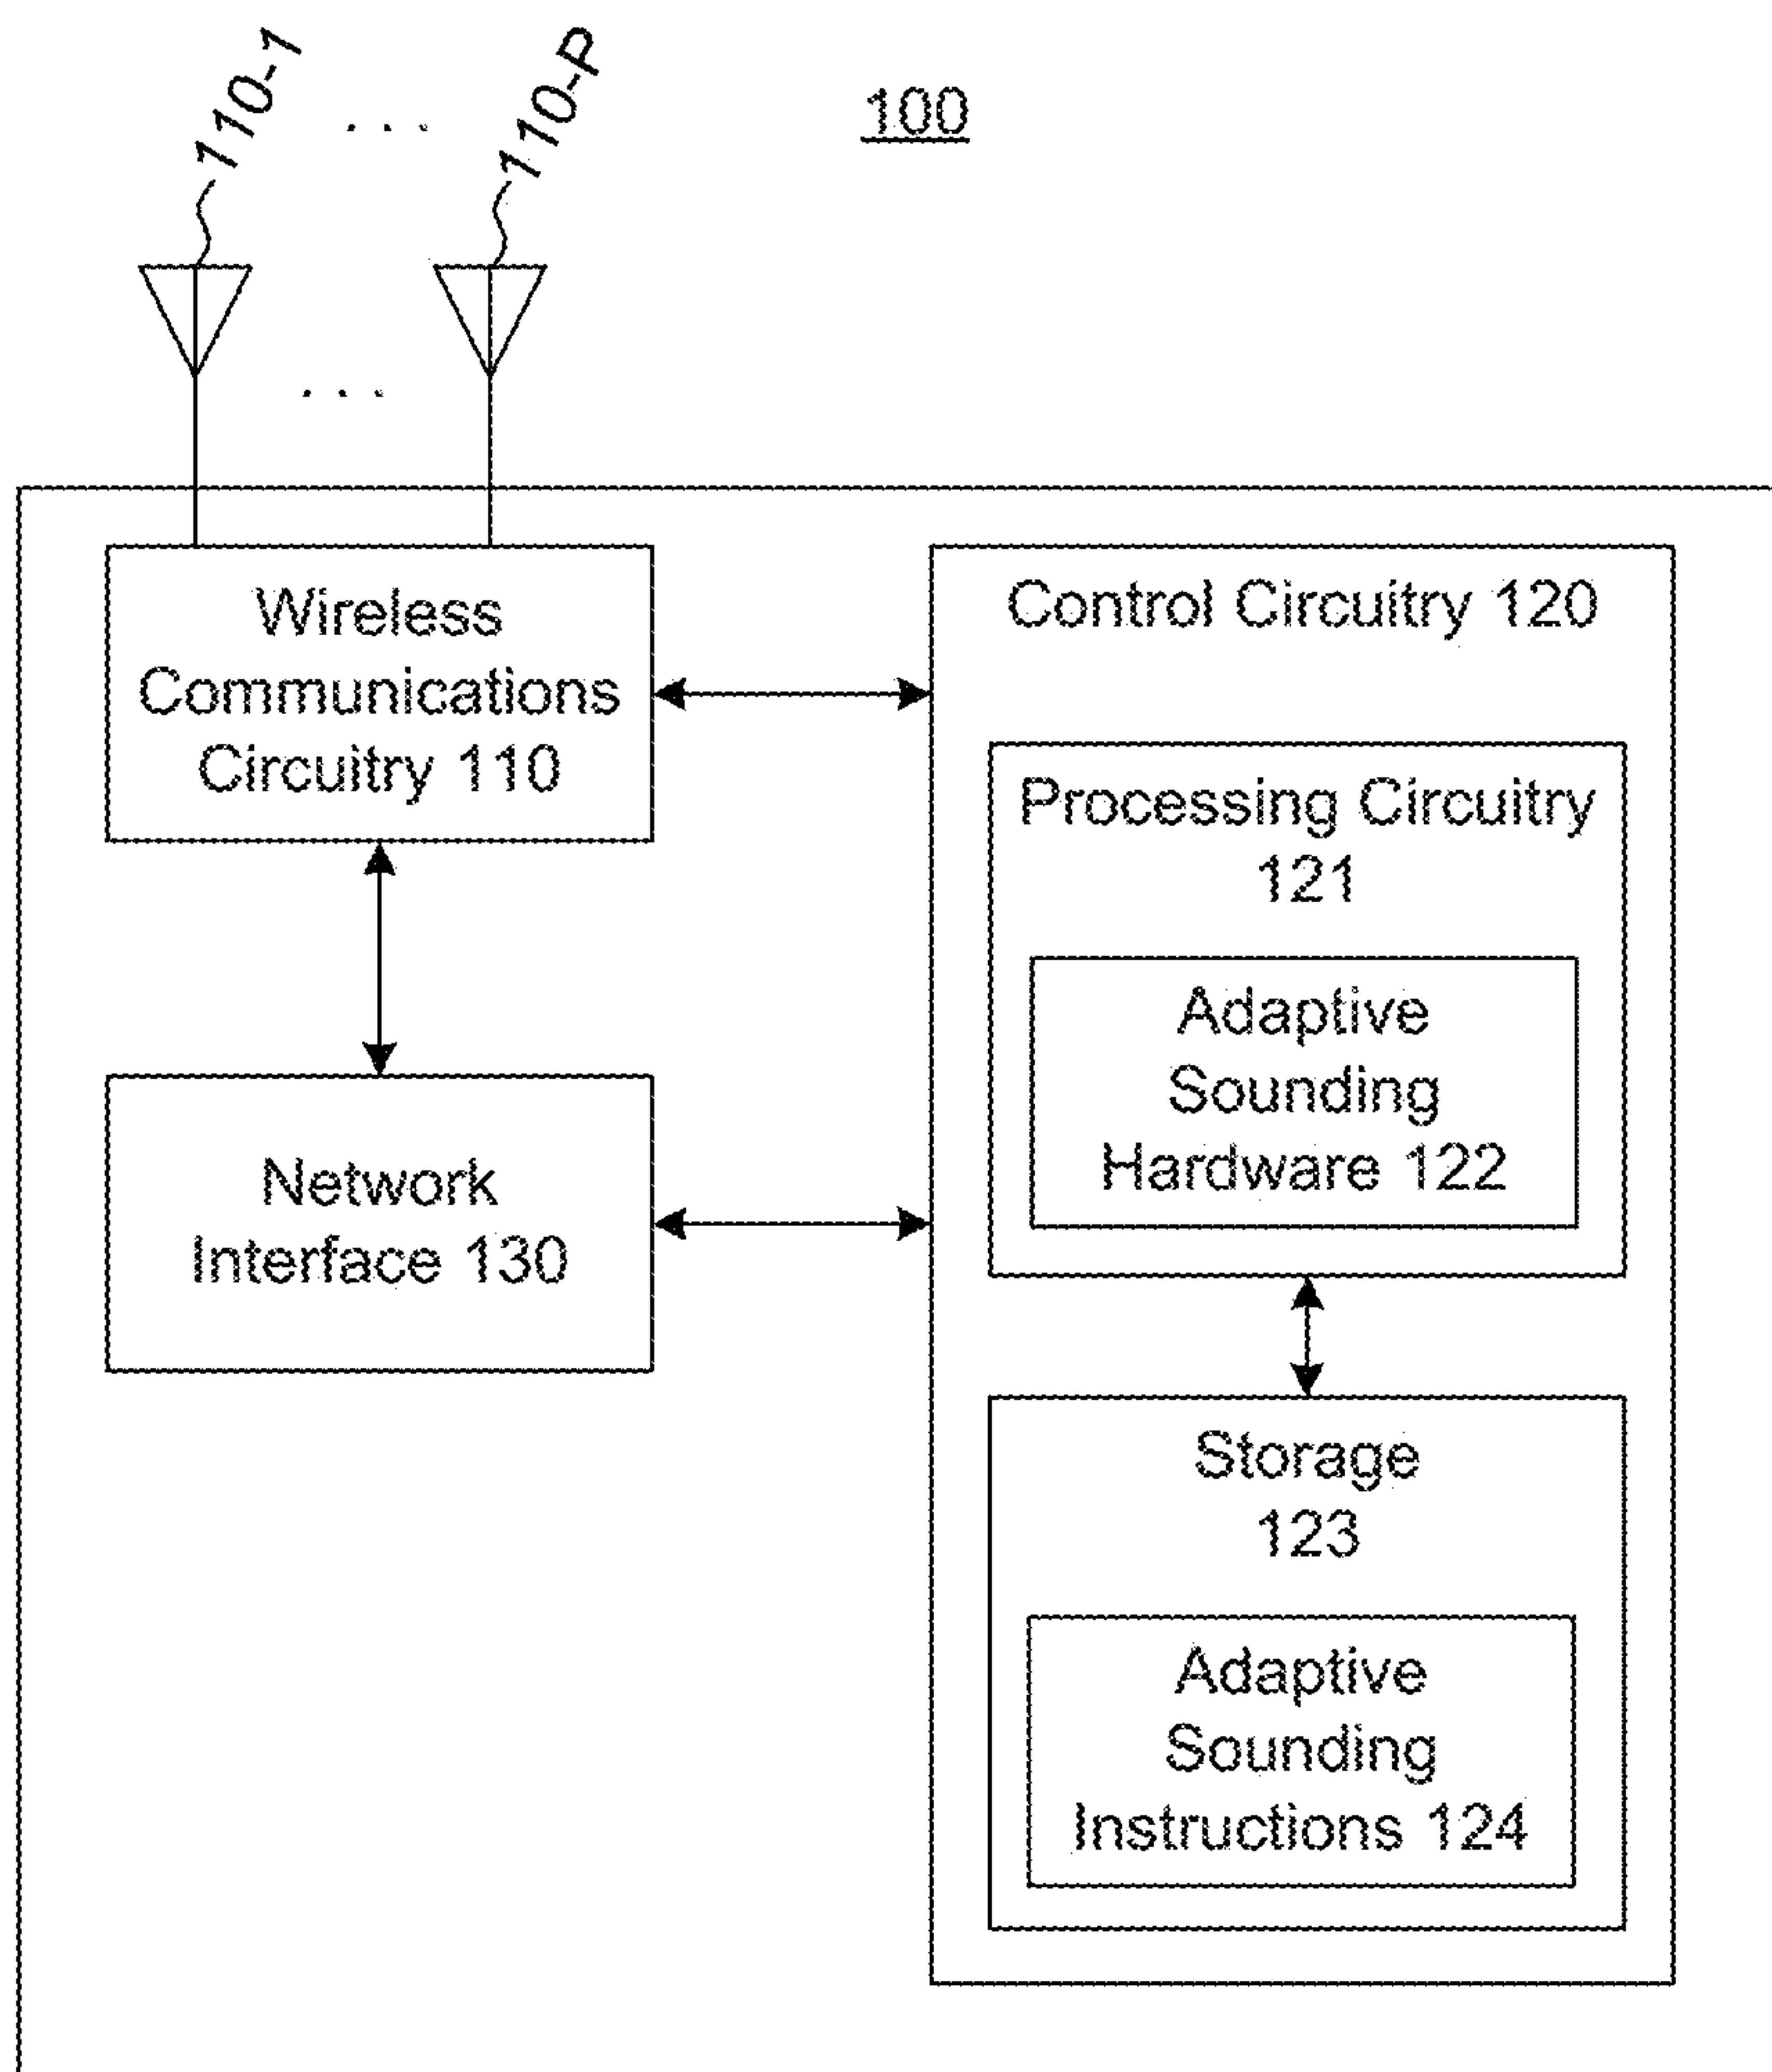 110-1
. . .
110-P
100
. . .
Wireless
Communications
Circuitry 110
Control Circuitry 120
Processing Circuitry
121
Adaptive
Sounding
Hardware 122
Network
Interface 130
Storage
123
Adaptive
Sounding
Instructions 124